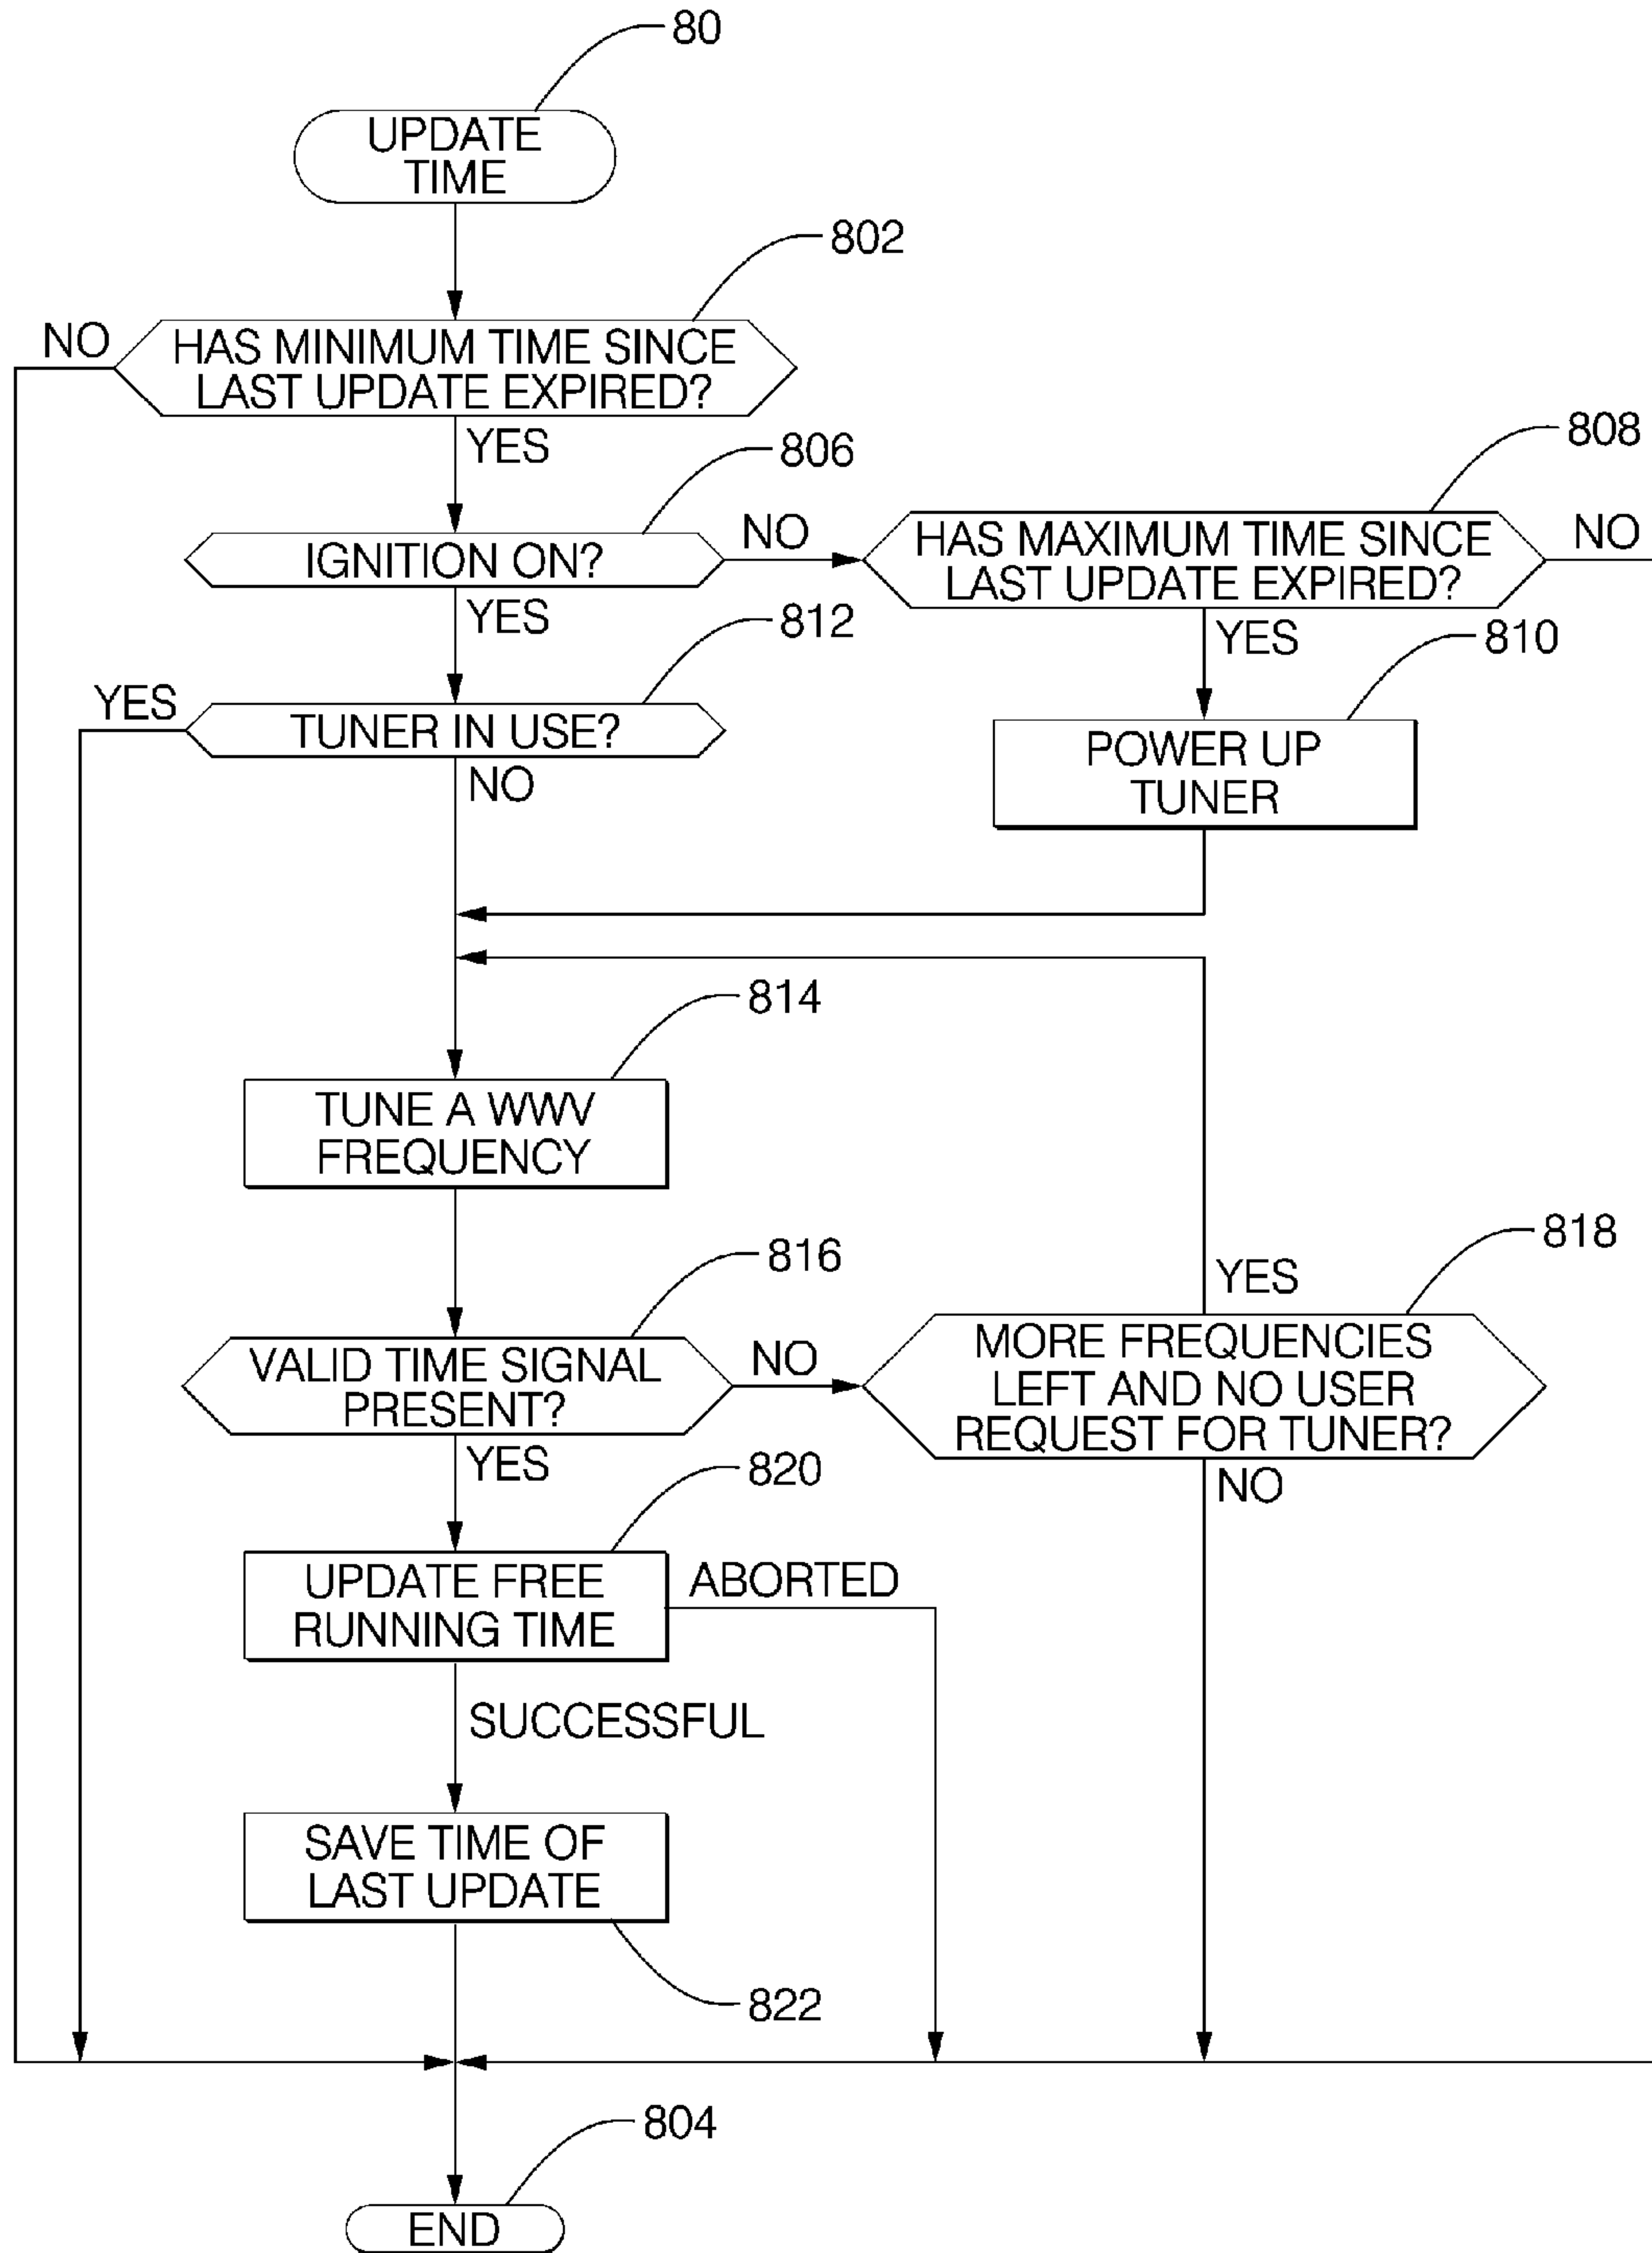 80
UPDATE
TIME
802
NO
HAS MINIMUM TIME SINCE
LAST UPDATE EXPIRED?
YES
806
808
IGNITION ON?
NO
HAS MAXIMUM TIME SINCE
LAST UPDATE EXPIRED?
NO
YES
812
YES
810
YES
TUNER IN USE?
NO
POWER UP
TUNER
814
TUNE A WWV
FREQUENCY
816
818
YES
VALID TIME SIGNAL
PRESENT?
NO
MORE FREQUENCIES
LEFT AND NO USER
REQUEST FOR TUNER?
YES
820
NO
UPDATE FREE
RUNNING TIME
ABORTED
SUCCESSFUL
SAVE TIME OF
LAST UPDATE
822
804
END